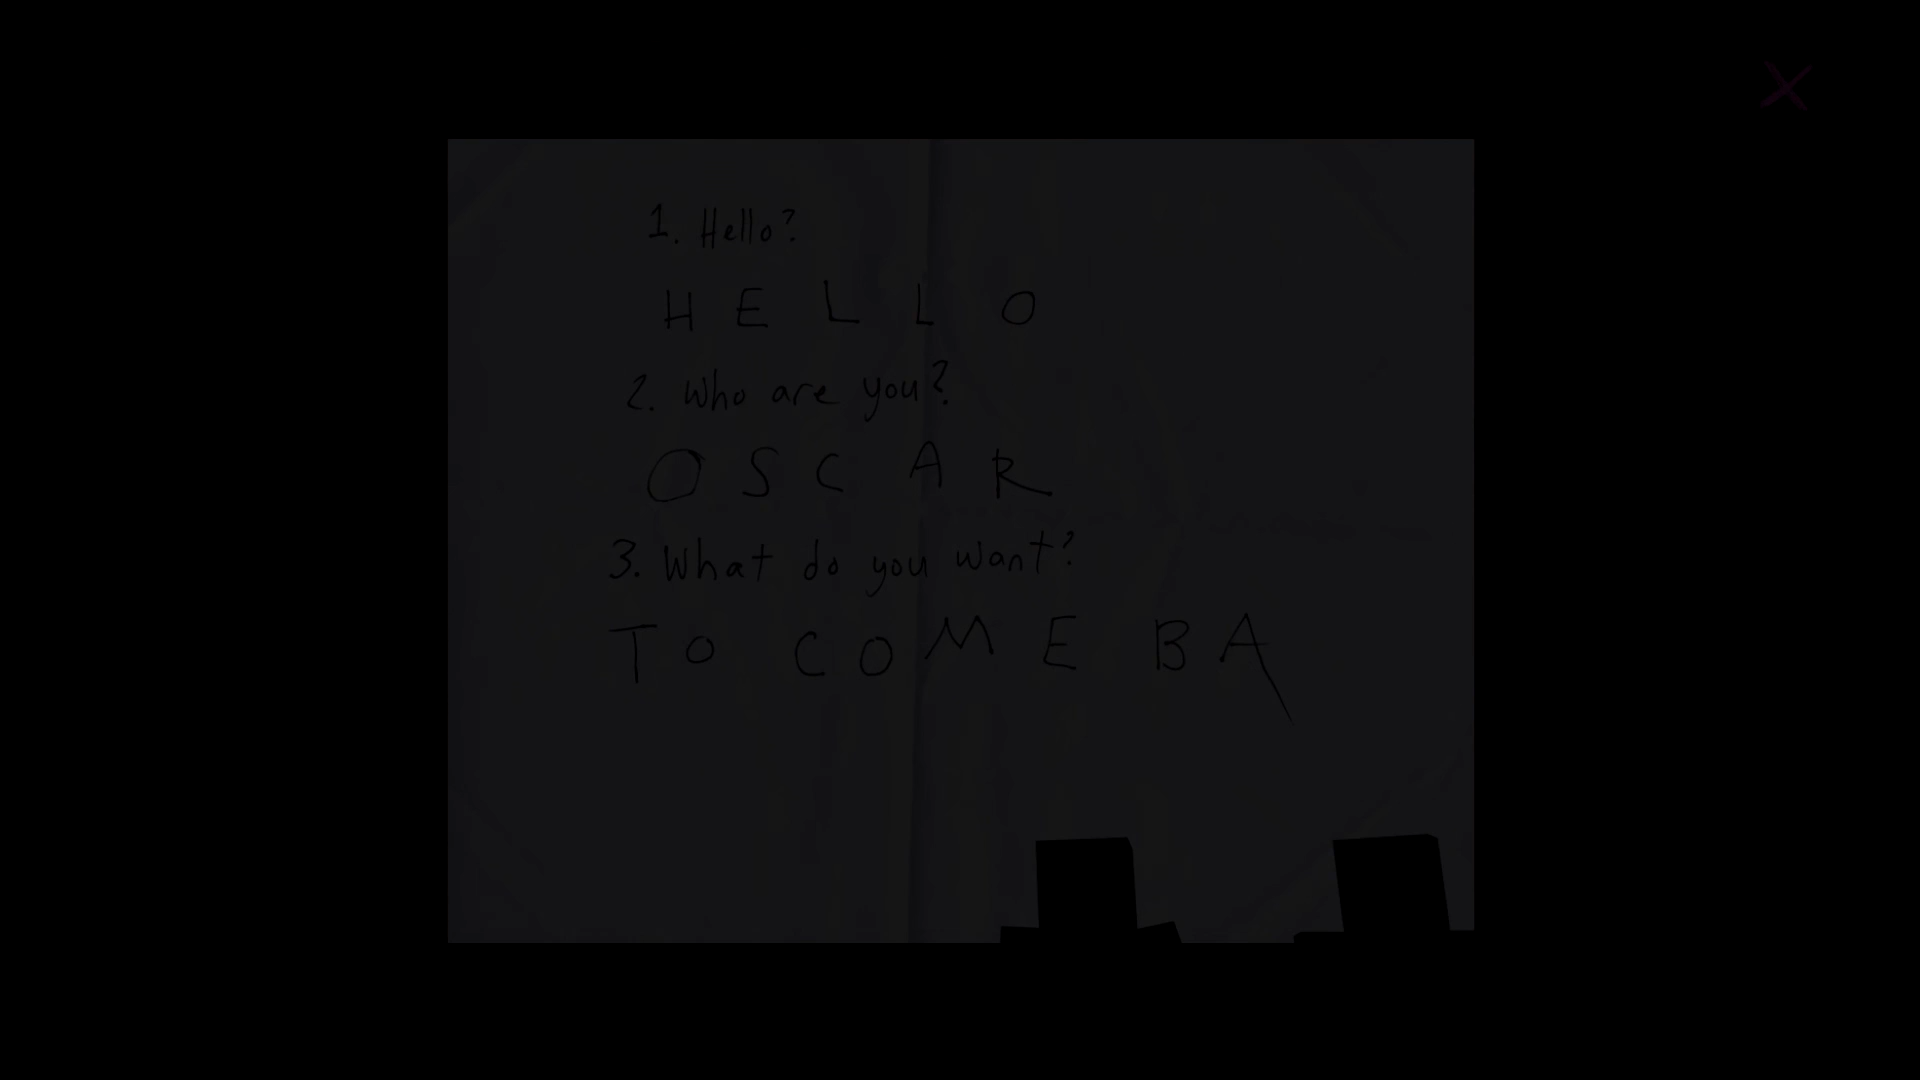 1. Hello?
H E L L O
2. Who are you?
O S C A R
3. What do you want?
T O C O M E B A